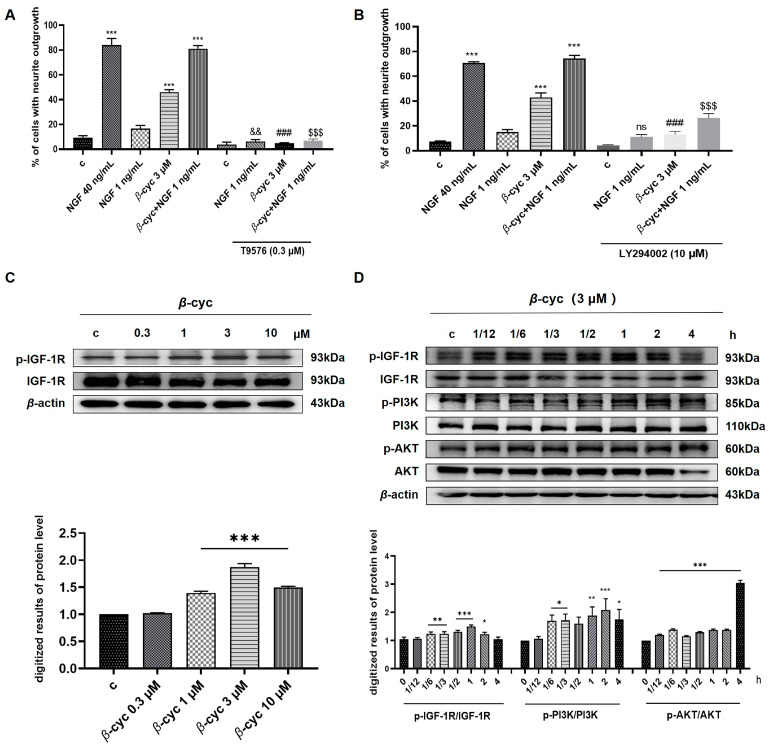 A
% of cells with neurite outgrowth
100
80
60
40
20
0
***
***
***
&&
###
$$$
c
NGF 40 ng/mL
NGF 1 ng/mL
β-cyc 3 μM
β-cyc+NGF 1 ng/mL
c
NGF 1 ng/mL
β-cyc 3 μM
β-cyc+NGF 1 ng/mL
T9576 (0.3 μM)
B
% of cells with neurite outgrowth
100
80
60
40
20
0
***
***
***
ns
###
$$$
c
NGF 40 ng/mL
NGF 1 ng/mL
β-cyc 3 μM
β-cyc+NGF 1 ng/mL
c
NGF 1 ng/mL
β-cyc 3 μM
β-cyc+NGF 1 ng/mL
LY294002 (10 μM)
C
β-cyc
c 0.3 1 3 10 μM
p-IGF-1R 93kDa
IGF-1R 93kDa
β-actin 43kDa
digitized results of protein level
2.5
2.0
1.5
1.0
0.5
0.0
***
c
β-cyc 0.3 μM
β-cyc 1 μM
β-cyc 3 μM
β-cyc 10 μM
D
β-cyc (3 μM)
c 1/12 1/6 1/3 1/2 1 2 4 h
p-IGF-1R 93kDa
IGF-1R 93kDa
p-PI3K 85kDa
PI3K 110kDa
p-AKT 60kDa
AKT 60kDa
β-actin 43kDa
digitized results of protein level
4
3
2
1
0
**
***
*
*
**
***
*
***
0 1/12 1/6 1/3 1/2 1 2 4 0 1/12 1/6 1/3 1/2 1 2 4 0 1/12 1/6 1/3 1/2 1 2 4 h
p-IGF-1R/IGF-1R p-PI3K/PI3K p-AKT/AKT